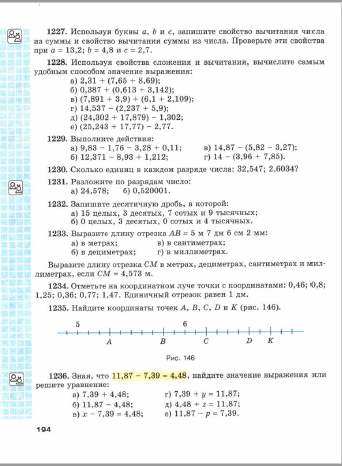 1227. Используя буквы a, b и c, запишите свойство вычитания числа
из суммы и свойство вычитания суммы из числа. Проверьте эти свойства
при a = 13,2; b = 4,8 и c = 2,7.
1228. Используя свойства сложения и вычитания, вычислите самым
удобным способом значение выражения:
а) 2,31 + (7,65 + 8,69);
б) 0,387 + (0,613 + 3,142);
в) (7,891 + 3,9) + (6,1 + 2,109);
г) 14,537 − (2,237 + 5,9);
д) (24,302 + 17,879) − 1,302;
е) (25,243 + 17,77) − 2,77.
1229. Выполните действия:
а) 9,83 − 1,76 − 3,28 + 0,11; в) 14,87 − (5,82 − 3,27);
б) 12,371 − 8,93 + 1,212; г) 14 − (3,96 + 7,85).
1230. Сколько единиц в каждом разряде числа: 32,547; 2,6034?
1231. Разложите по разрядам число:
а) 24,578; б) 0,520001.
1232. Запишите десятичную дробь, в которой:
а) 15 целых, 3 десятых, 7 сотых и 9 тысячных;
б) 0 целых, 3 десятых, 0 сотых и 4 тысячных.
1233. Выразите длину отрезка AB = 5 м 7 дм 6 см 2 мм:
а) в метрах; в) в сантиметрах;
б) в дециметрах; г) в миллиметрах.
Выразите длину отрезка CM в метрах, дециметрах, сантиметрах и мил-
лиметрах, если CM = 4,573 м.
1234. Отметьте на координатном луче точки с координатами: 0,46; 0,8;
1,25; 0,36; 0,77; 1,47. Единичный отрезок равен 1 дм.
1235. Найдите координаты точек A, B, C, D и K (рис. 146).
5 6
A B C D K
Рис. 146
1236. Зная, что 11,87 − 7,39 = 4,48, найдите значение выражения или
решите уравнение:
а) 7,39 + 4,48; г) 7,39 + y = 11,87;
б) 11,87 − 4,48; д) 4,48 + z = 11,87;
в) x − 7,39 = 4,48; е) 11,87 − p = 7,39.
194